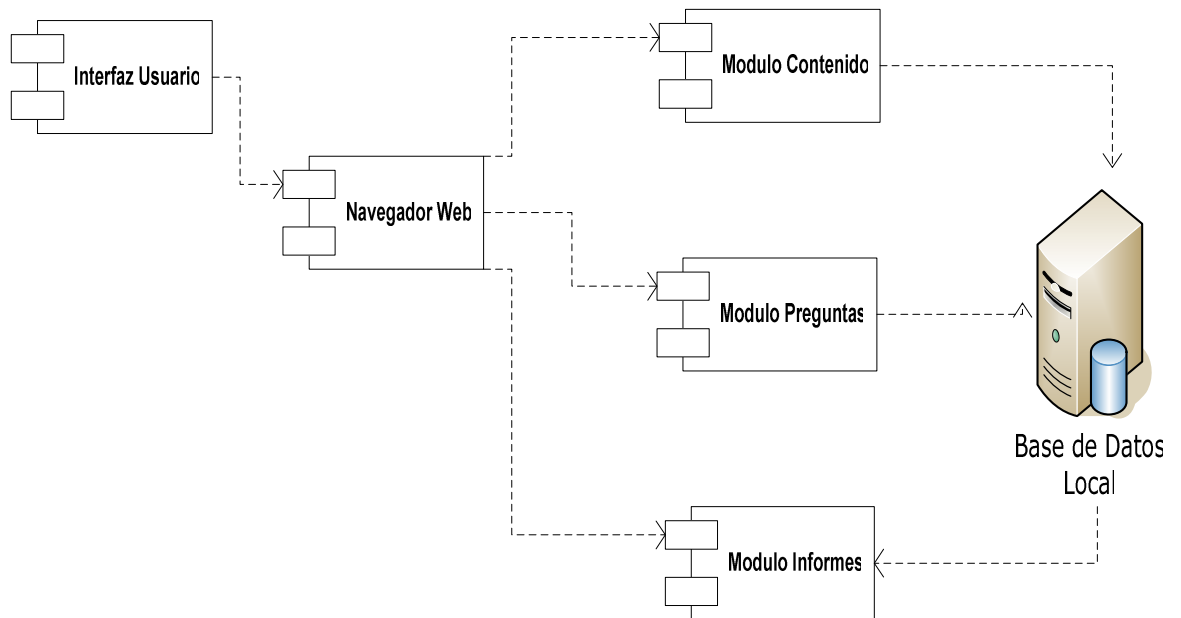 Interfaz Usuario
Modulo Contenido
Navegador Web
Modulo Preguntas
Base de Datos
Local
Modulo Informes